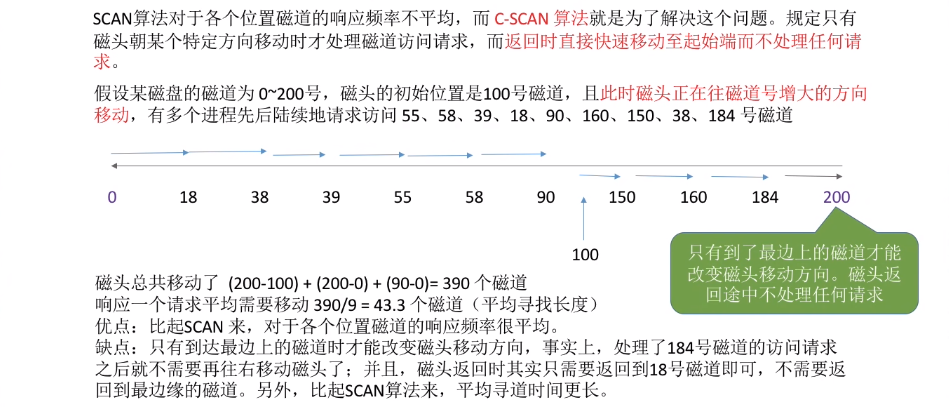 SCAN算法对于各个位置磁道的响应频率不平均，而 C-SCAN 算法就是为了解决这个问题。规定只有
磁头朝某个特定方向移动时才处理磁道访问请求，而返回时直接快速移动至起始端而不处理任何请
求。
假设某磁盘的磁道为 0~200号，磁头的初始位置是100号磁道，且此时磁头正在往磁道号增大的方向
移动，有多个进程先后陆续地请求访问 55、58、39、18、90、160、150、38、184 号磁道
0 18 38 39 55 58 90 150 160 184 200
100
只有到了最边上的磁道才能
改变磁头移动方向。磁头返
回途中不处理任何请求
磁头总共移动了 (200-100) + (200-0) + (90-0)= 390 个磁道
响应一个请求平均需要移动 390/9 = 43.3 个磁道（平均寻找长度）
优点：比起SCAN 来，对于各个位置磁道的响应频率很平均。
缺点：只有到达最边上的磁道时才能改变磁头移动方向，事实上，处理了184号磁道的访问请求
之后就不需要再往右移动磁头了；并且，磁头返回时其实只需要返回到18号磁道即可，不需要返
回到最边缘的磁道。另外，比起SCAN算法来，平均寻道时间更长。